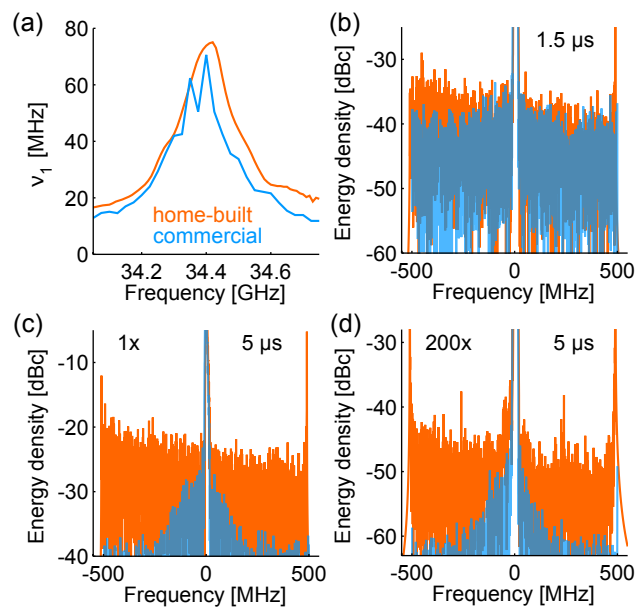 (a)
ν1 [MHz]
80
60
40
20
0
home-built
commercial
34.2 34.4 34.6
Frequency [GHz]
(b)
1.5 µs
Energy density [dBc]
-30
-40
-50
-60
-500 0 500
Frequency [MHz]
(c)
1x 5 µs
Energy density [dBc]
-10
-20
-30
-40
-500 0 500
Frequency [MHz]
(d)
200x 5 µs
Energy density [dBc]
-30
-40
-50
-60
-500 0 500
Frequency [MHz]